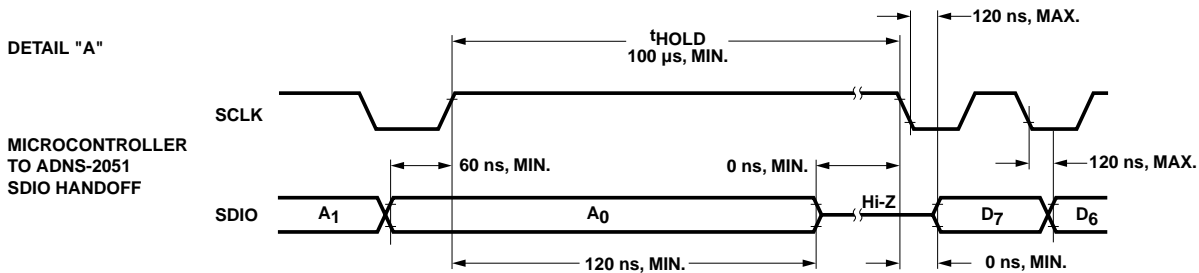 120 ns, MAX.
DETAIL "A"
tHOLD
100 µs, MIN.
SCLK
MICROCONTROLLER
TO ADNS-2051
SDIO HANDOFF
60 ns, MIN.
0 ns, MIN.
120 ns, MAX.
Hi-Z
SDIO
A1
A0
D7
D6
120 ns, MIN.
0 ns, MIN.